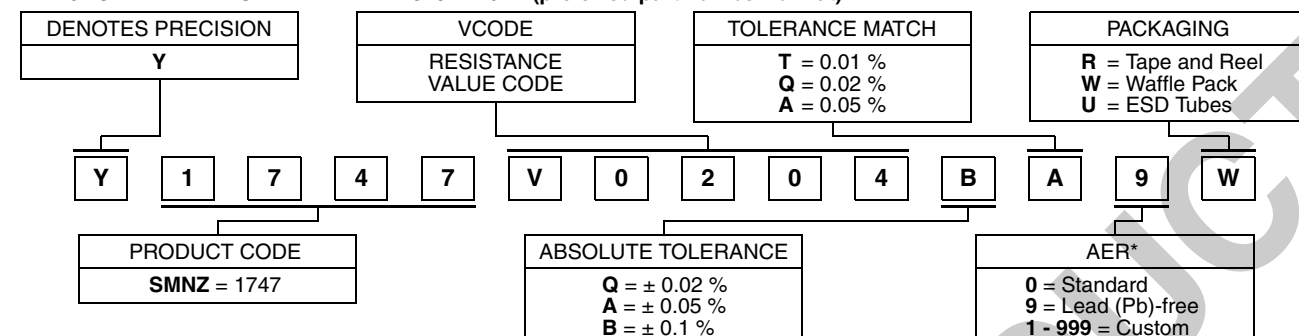 DENOTES PRECISION
Y
VCODE
RESISTANCE
VALUE CODE
TOLERANCE MATCH
T = 0.01 %
Q = 0.02 %
A = 0.05 %
PACKAGING
R = Tape and Reel
W = Waffle Pack
U = ESD Tubes
Y 1 7 4 7 V 0 2 0 4 B A 9 W
PRODUCT CODE
SMNZ = 1747
ABSOLUTE TOLERANCE
Q = ± 0.02 %
A = ± 0.05 %
B = ± 0.1 %
AER*
0 = Standard
9 = Lead (Pb)-free
1 - 999 = Custom